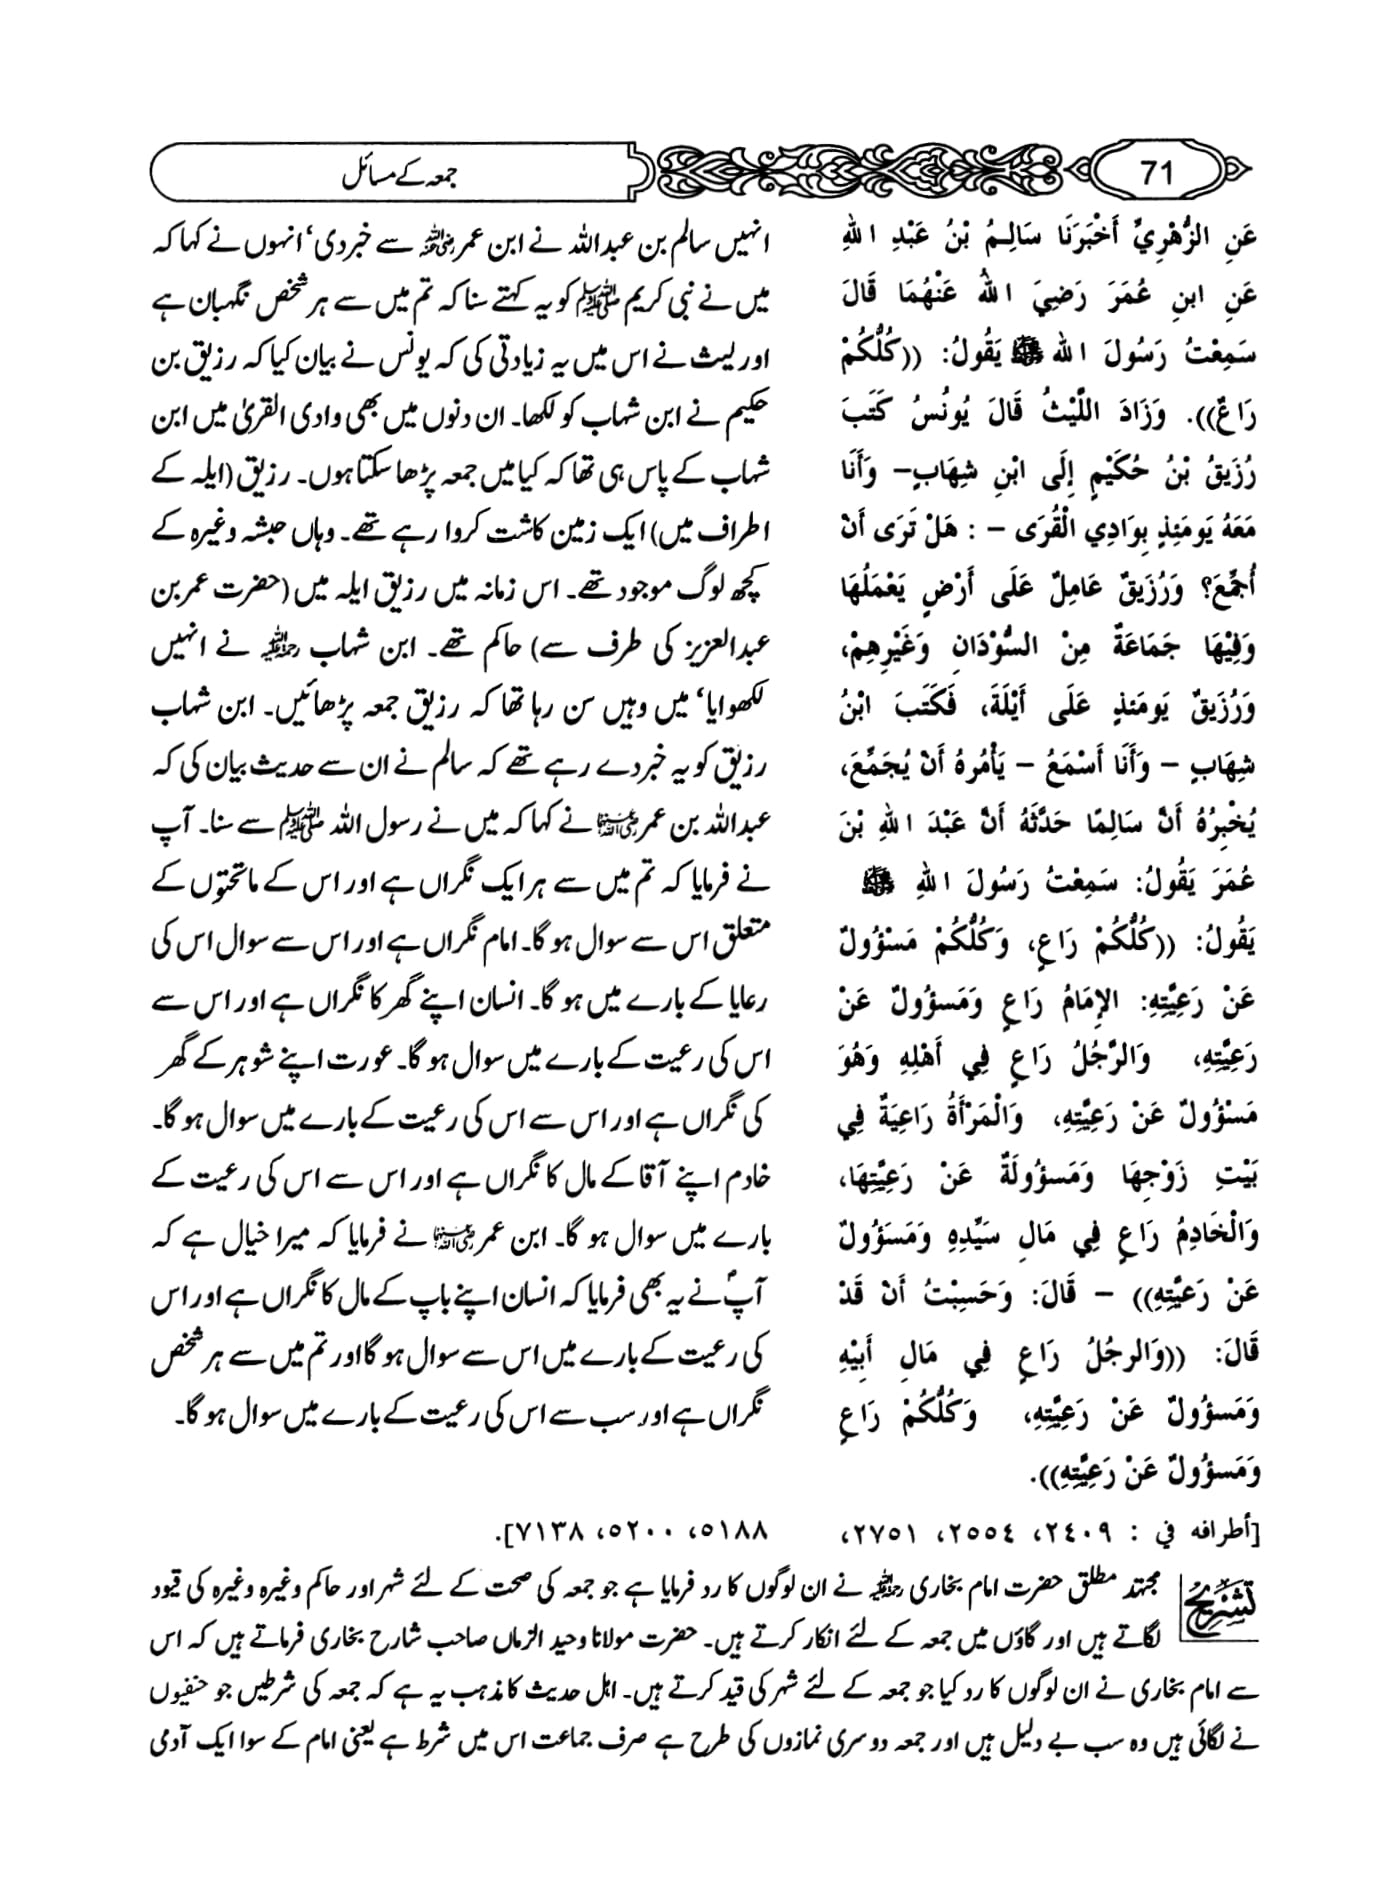 71
جمعہ کے مسائل
عَنِ الزُّهْرِيِّ أَخْبَرَنَا سَالِمُ بْنُ عَبْدِ اللهِ
عَنِ ابنِ عُمَرَ رَضِيَ اللهُ عَنْهُمَا قَالَ
سَمِعْتُ رَسُولَ اللهِ ﷺ يَقُولُ: ((كُلُّكُمْ
رَاعٌ)). وَزَادَ اللَّيْثُ قَالَ يُونُسُ كَتَبَ
رُزَيقُ بْنُ حُكَيْمٍ إِلَى ابْنِ شِهَابٍ– وَأَنَا
مَعَهُ يَومَئِذٍ بِوَادِي الْقُرَى – : هَلْ تَرَى أَنْ
أُجَمِّعَ؟ وَرُزَيقٌ عَامِلٌ عَلَى أَرْضٍ يَعْمَلُهَا
وَفِيْهَا جَمَاعَةٌ مِنْ السُّوْدَانِ وَغَيْرِهِمْ،
وَرُزَيقٌ يَومَئذٍ عَلَى أَيْلَةَ، فَكَتَبَ ابْنُ
شِهَابٍ – وَأَنَا أَسْمَعُ – يَأْمُرُهُ أَنْ يُجَمِّعَ،
يُخْبِرُهُ أَنَّ سَالِمًا حَدَّثَهُ أَنَّ عَبْدَ اللهِ بْنَ
عُمَرَ يَقُولُ: سَمِعْتُ رَسُولَ اللهِ ﷺ
يَقُولُ: ((كُلُّكُمْ رَاعٍ، وَكُلُّكُمْ مَسْؤُولٌ
عَنْ رَعِيَّتِهِ: الإِمَامُ رَاعٍ وَمَسؤُولٌ عَنْ
رَعِيَّتِهِ، وَالرَّجُلُ رَاعٍ فِي أَهْلِهِ وَهُوَ
مَسْؤُولٌ عَنْ رَعِيَّتِهِ، وَالْمَرْأَةُ رَاعِيَةٌ فِي
بَيْتِ زَوْجِهَا وَمَسؤُولَةٌ عَنْ رَعِيَّتِهَا،
وَالْخَادِمُ رَاعٍ فِي مَالِ سَيِّدِهِ وَمَسَؤُولٌ
عَنْ رَعِيَّتِهِ)) – قَالَ: وَحَسِبْتُ أَنْ قَدْ
قَالَ: ((وَالرجُلُ رَاعٍ فِي مَالِ أَبِيْهِ
وَمَسؤُولٌ عَنْ رَعِيَّتِهِ، وَكُلُّكُمْ رَاعٍ
وَمَسؤُولٌ عَنْ رَعِيَّتِهِ)).
[أطرافه في : ٢٤٠٩، ٢٥٥٤، ٢٧٥١،
انہیں سالم بن عبداللہ نے ابن عمر رضی اللہ عنہما سے خبر دی‘ انہوں نے کہا کہ
میں نے نبی کریم ﷺ کو یہ کہتے سنا کہ تم میں سے ہر شخص نگہبان ہے
اور لیث نے اس میں یہ زیادتی کی کہ یونس نے بیان کیا کہ رزیق بن
حکیم نے ابن شہاب کو لکھا۔ ان دنوں میں بھی وادی القریٰ میں ابن
شہاب کے پاس ہی تھا کہ کیا میں جمعہ پڑھا سکتا ہوں۔ رزیق (ایلہ کے
اطراف میں) ایک زمین کاشت کروا رہے تھے۔ وہاں حبشہ وغیرہ کے
کچھ لوگ موجود تھے۔ اس زمانہ میں رزیق ایلہ میں (حضرت عمر بن
عبدالعزیز کی طرف سے) حاکم تھے۔ ابن شہاب رحمۃ اللہ علیہ نے انہیں
لکھوایا‘ میں وہیں سن رہا تھا کہ رزیق جمعہ پڑھائیں۔ ابن شہاب
رزیق کو یہ خبر دے رہے تھے کہ سالم نے ان سے حدیث بیان کی کہ
عبداللہ بن عمر رضی اللہ عنہما نے کہا کہ میں نے رسول اللہ ﷺ سے سنا۔ آپ
نے فرمایا کہ تم میں سے ہر ایک نگراں ہے اور اس کے ماتحتوں کے
متعلق اس سے سوال ہو گا۔ امام نگراں ہے اور اس سے سوال اس کی
رعایا کے بارے میں ہو گا۔ انسان اپنے گھر کا نگراں ہے اور اس سے
اس کی رعیت کے بارے میں سوال ہو گا۔ عورت اپنے شوہر کے گھر
کی نگراں ہے اور اس سے اس کی رعیت کے بارے میں سوال ہو گا۔
خادم اپنے آقا کے مال کا نگراں ہے اور اس سے اس کی رعیت کے
بارے میں سوال ہو گا۔ ابن عمر رضی اللہ عنہما نے فرمایا کہ میرا خیال ہے کہ
آپؐ نے یہ بھی فرمایا کہ انسان اپنے باپ کے مال کا نگراں ہے اور اس
کی رعیت کے بارے میں اس سے سوال ہو گا اور تم میں سے ہر شخص
نگراں ہے اور سب سے اس کی رعیت کے بارے میں سوال ہو گا۔
٥١٨٨، ٥٢٠٠، ٧١٣٨].
تشریح
مجتہد مطلق حضرت امام بخاری رحمۃ اللہ علیہ نے ان لوگوں کا رد فرمایا ہے جو جمعہ کی صحت کے لئے شہر اور حاکم وغیرہ وغیرہ کی قیود
لگاتے ہیں اور گاؤں میں جمعہ کے لئے انکار کرتے ہیں۔ حضرت مولانا وحید الزماں صاحب شارح بخاری فرماتے ہیں کہ اس
سے امام بخاری نے ان لوگوں کا رد کیا جو جمعہ کے لئے شہر کی قید کرتے ہیں۔ اہل حدیث کا مذہب یہ ہے کہ جمعہ کی شرطیں جو حنفیوں
نے لگائی ہیں وہ سب بے دلیل ہیں اور جمعہ دوسری نمازوں کی طرح ہے صرف جماعت اس میں شرط ہے یعنی امام کے سوا ایک آدمی